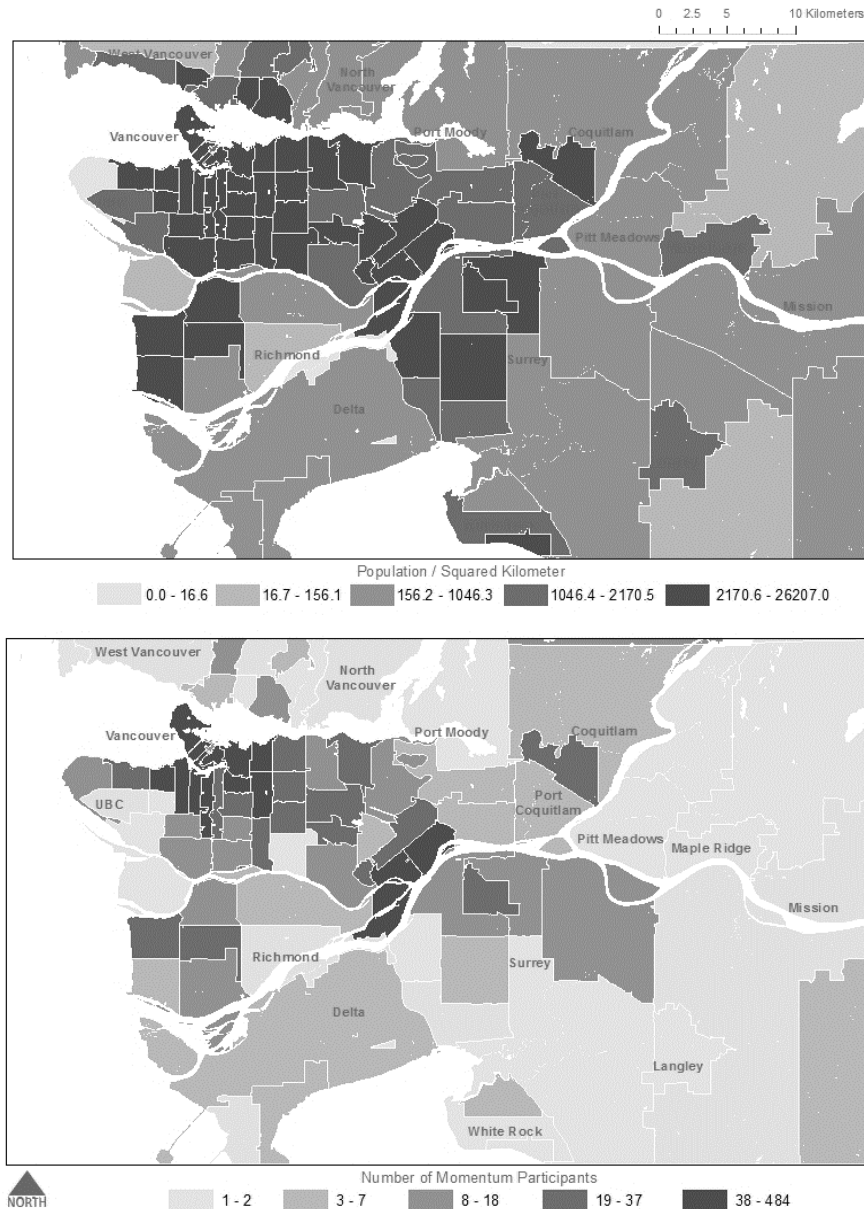 0 2.5 5 10 Kilometers
West Vancouver
North
Vancouver
Vancouver
Port Moody
Coquitlam
Pitt Meadows
Mission
Richmond
Surrey
Delta
Population / Squared Kilometer
0.0 - 16.6 16.7 - 156.1 156.2 - 1046.3 1046.4 - 2170.5 2170.6 - 26207.0
West Vancouver
North
Vancouver
Vancouver
Port Moody
Coquitlam
UBC
Port
Coquitlam
Pitt Meadows
Maple Ridge
Mission
Richmond
Surrey
Delta
Langley
White Rock
Number of Momentum Participants
NORTH
1 - 2 3 - 7 8 - 18 19 - 37 38 - 484